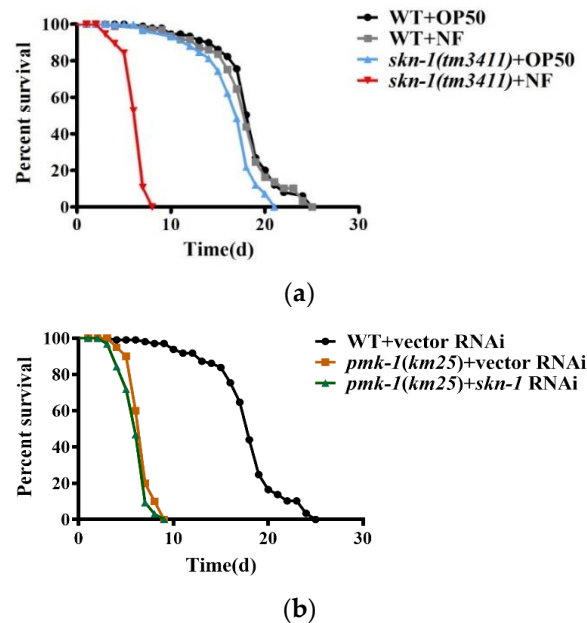 WT+OP50
WT+NF
skn-1(tm3411)+OP50
skn-1(tm3411)+NF
Percent survival
100
80
60
40
20
0
0 10 20 30
Time(d)
(a)
WT+vector RNAi
pmk-1(km25)+vector RNAi
pmk-1(km25)+skn-1 RNAi
Percent survival
100
80
60
40
20
0
0 10 20 30
Time(d)
(b)